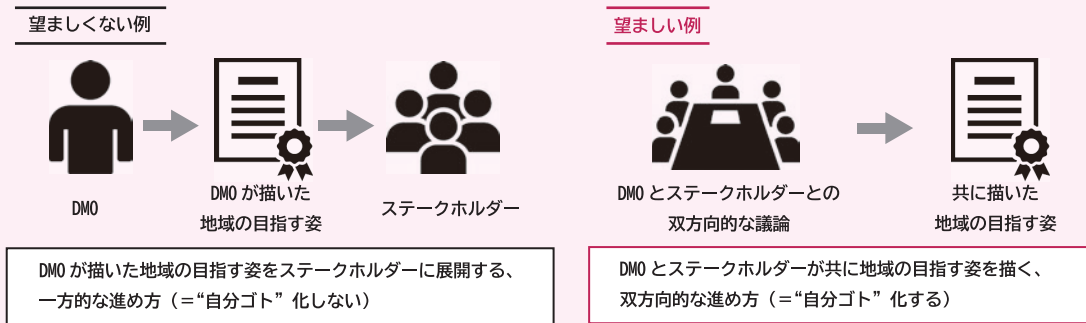 望ましくない例
DMO
DMO が描いた
地域の目指す姿
ステークホルダー
DMO が描いた地域の目指す姿をステークホルダーに展開する、
一方的な進め方（＝“自分ゴト”化しない）
望ましい例
DMO とステークホルダーとの
双方向的な議論
共に描いた
地域の目指す姿
DMO とステークホルダーが共に地域の目指す姿を描く、
双方向的な進め方（＝“自分ゴト”化する）